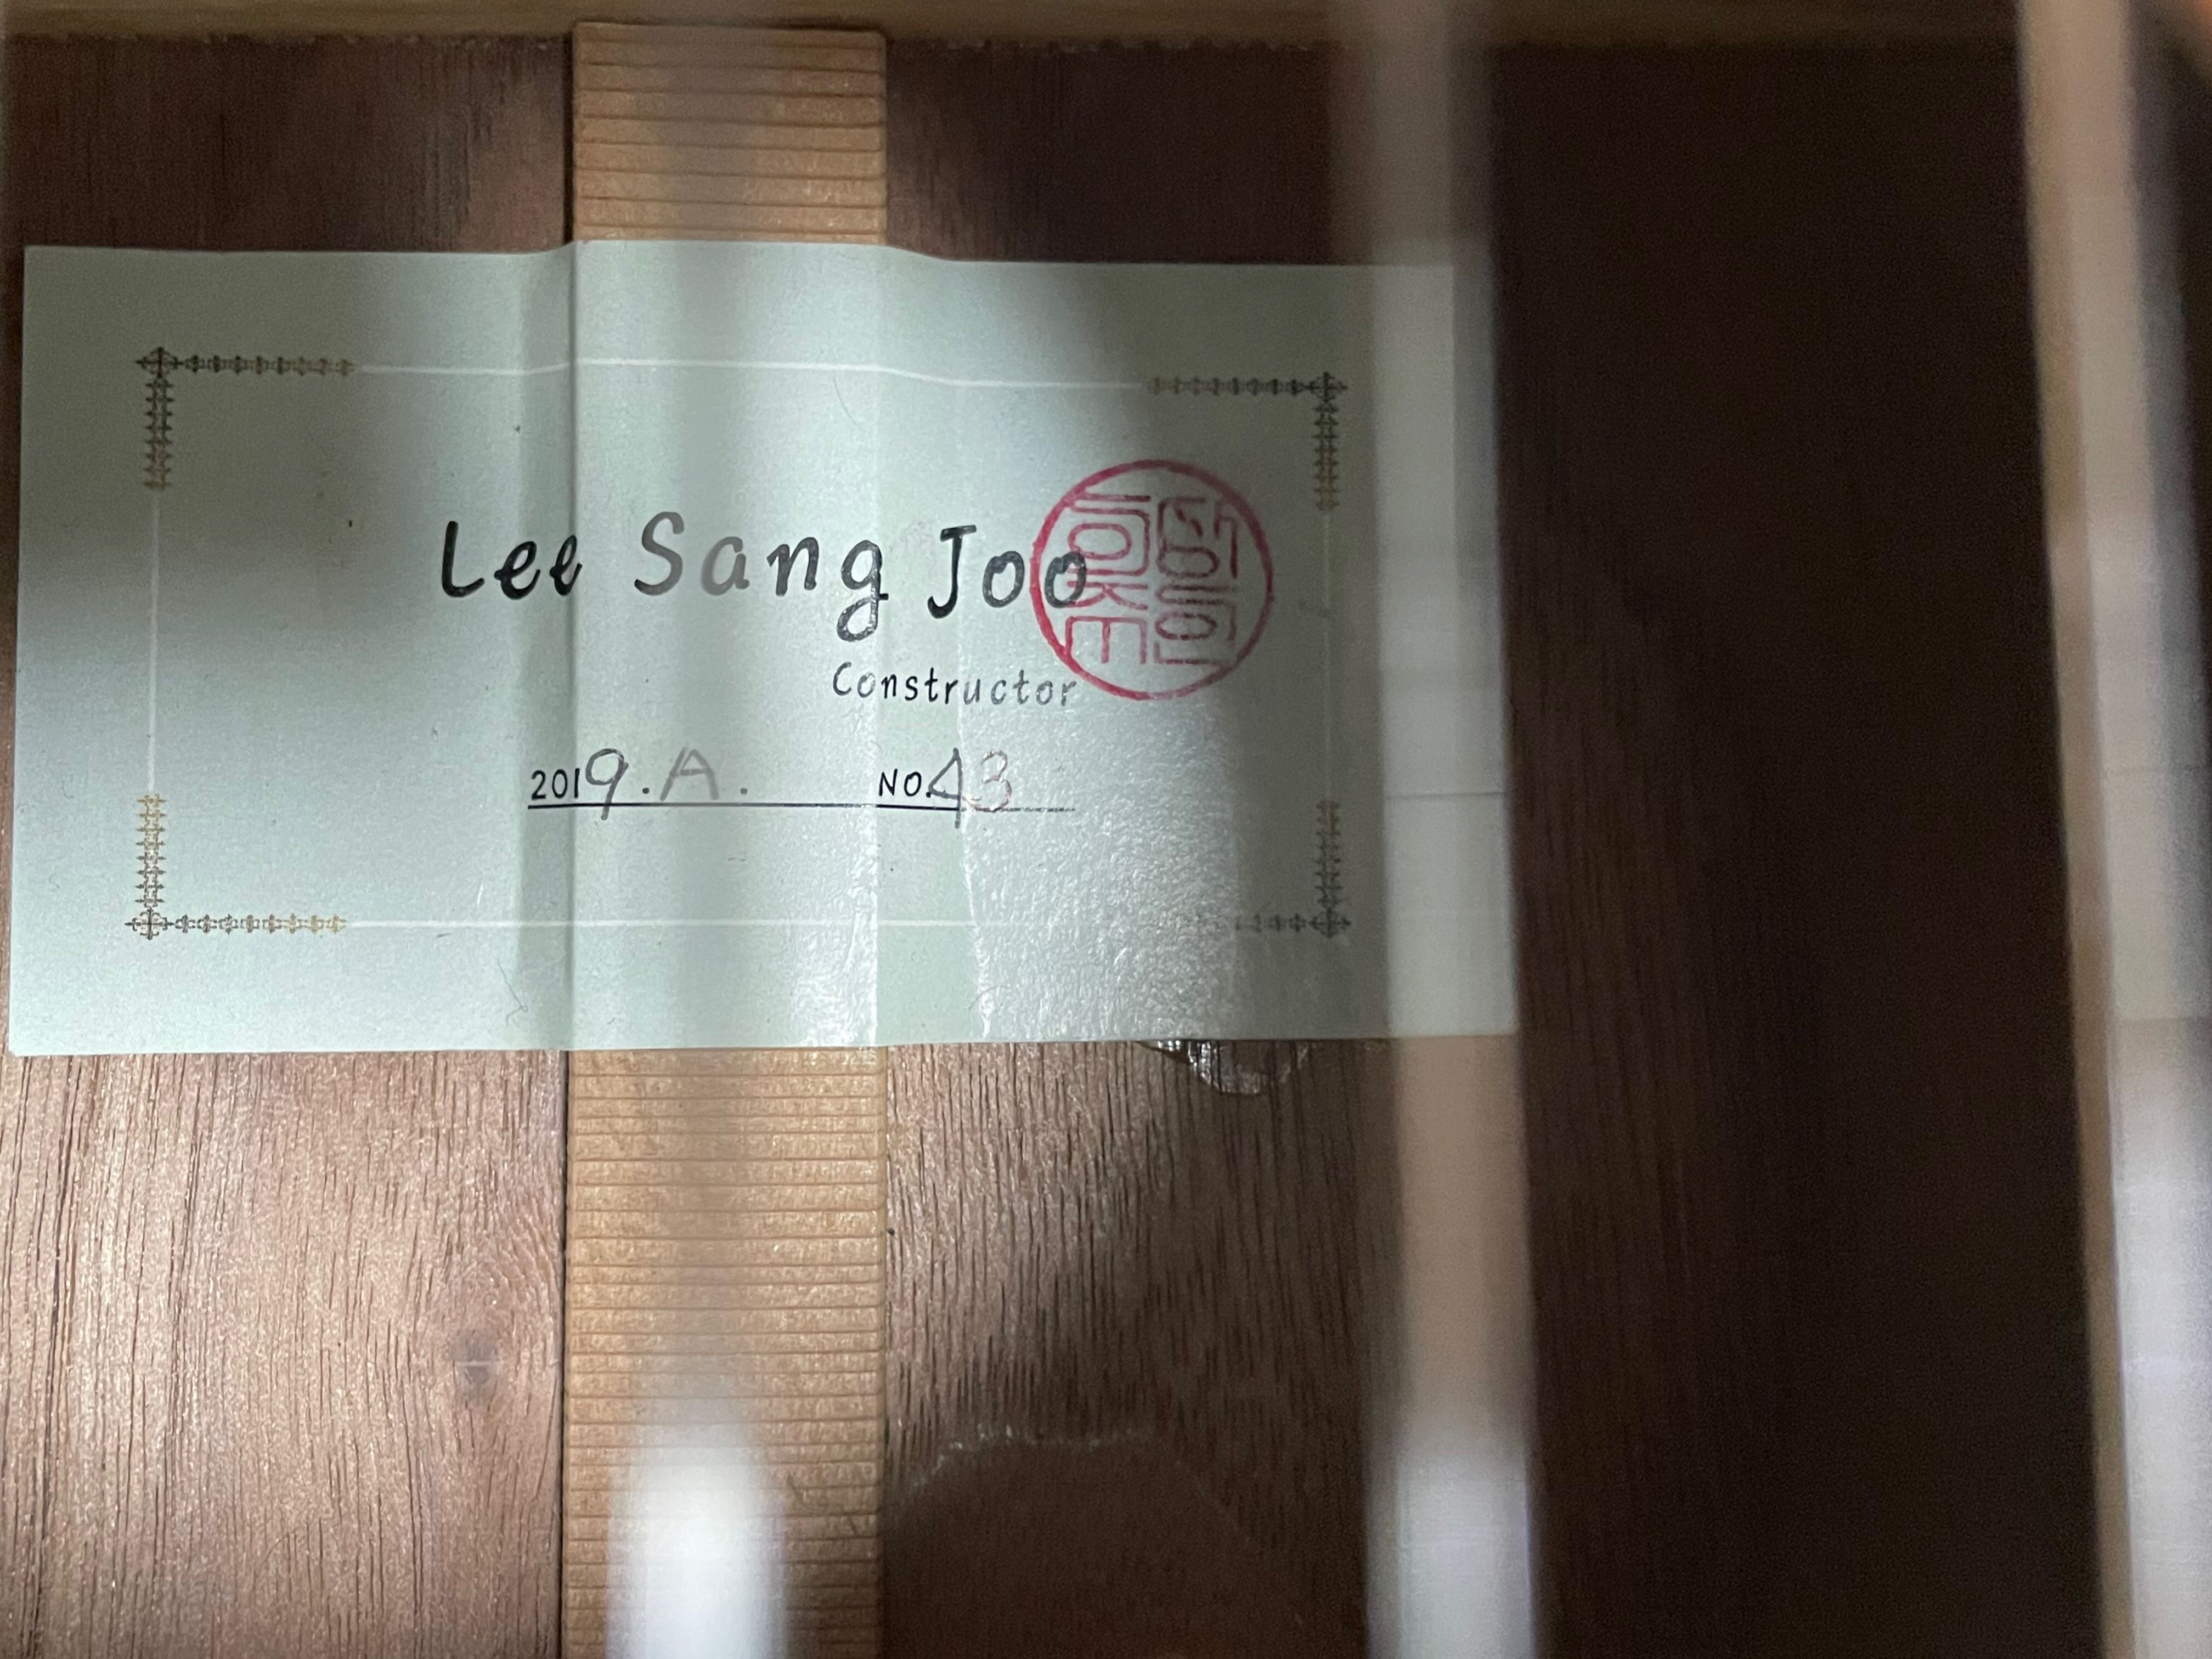 Lee Sang Joo
Constructor
2019.A. NO.43